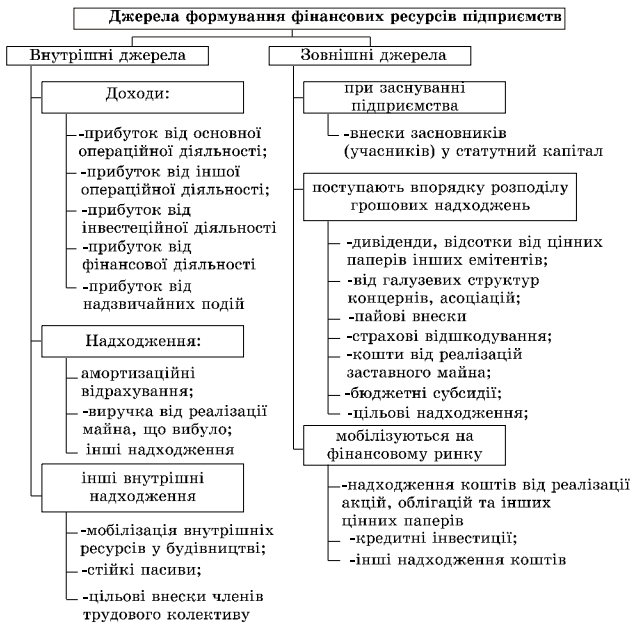 Джерела формування фінансових ресурсів підприємств
Внутрішні джерела
Доходи:
-прибуток від основної
операційної діяльності;
-прибуток від іншої
операційної діяльності;
-прибуток від
інвестеційної діяльності
-прибуток від
фінансової діяльності
-прибуток від
надзвичайних подій
Надходження:
амортизаційні
відрахування;
-виручка від реалізації
майна, що вибуло;
інші надходження
інші внутрішні
надходження
-мобілізація внутрішніх
ресурсів у будівництві;
-стійкі пасиви;
-цільові внески членів
трудового колективу
Зовнішні джерела
при заснуванні
підприємства
-внески засновників
(учасників) у статутний капітал
поступають впорядку розподілу
грошових надходжень
-дивіденди, відсотки від цінних
паперів інших емітентів;
-від галузевих структур
концернів, асоціацій;
-пайові внески
-страхові відшкодування;
-кошти від реалізацій
заставного майна;
-бюджетні субсидії;
-цільові надходження;
мобілізуються на
фінансовому ринку
-надходження коштів від реалізації
акцій, облігацій та інших
цінних паперів
-кредитні інвестиції;
-інші надходження коштів